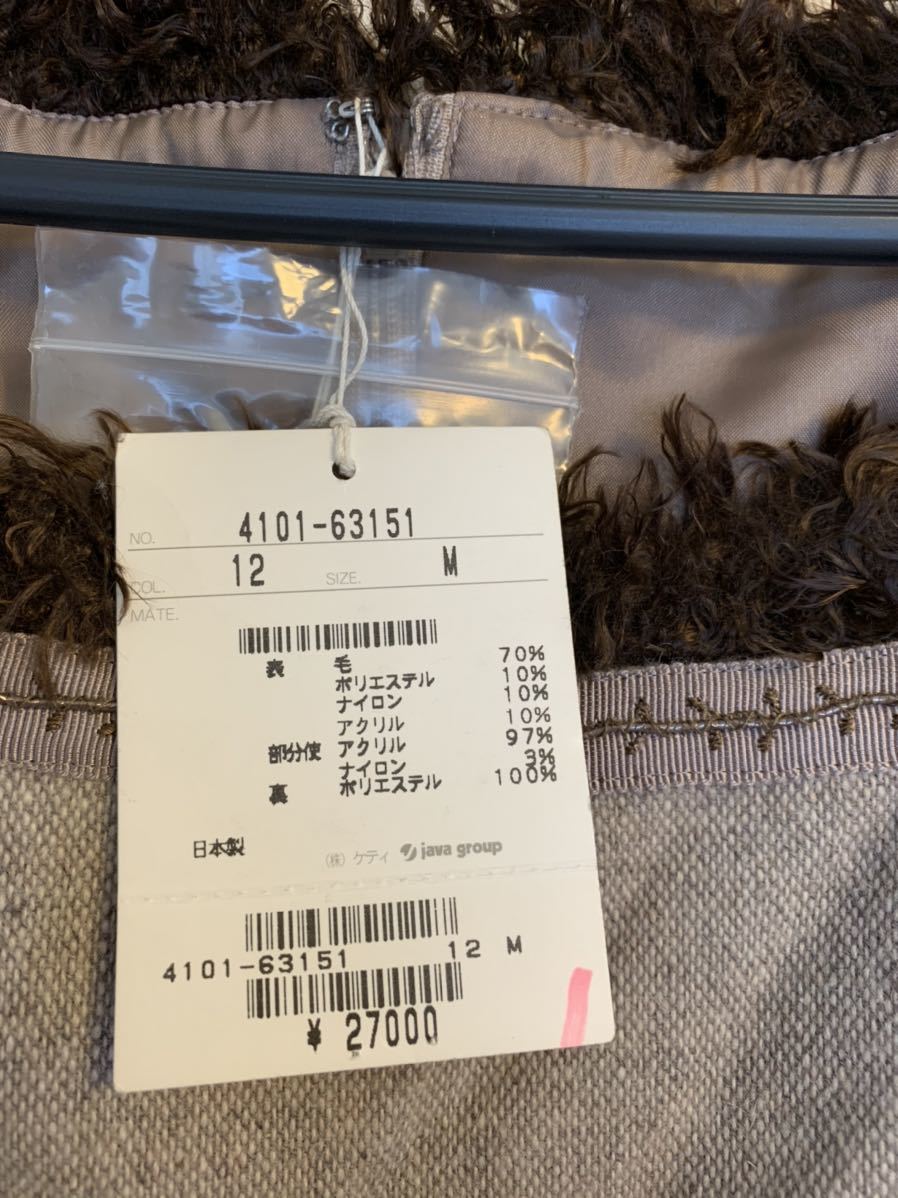 NO. 4101-63151
COL. 12 SIZE. M
MATE.
表 毛 70%
ポリエステル 10%
ナイロン 10%
アクリル 10%
部分使 アクリル 97%
ナイロン 3%
裏 ポリエステル 100%
日本製 (株) ケティ java group
4101-63151 12 M
¥ 27000